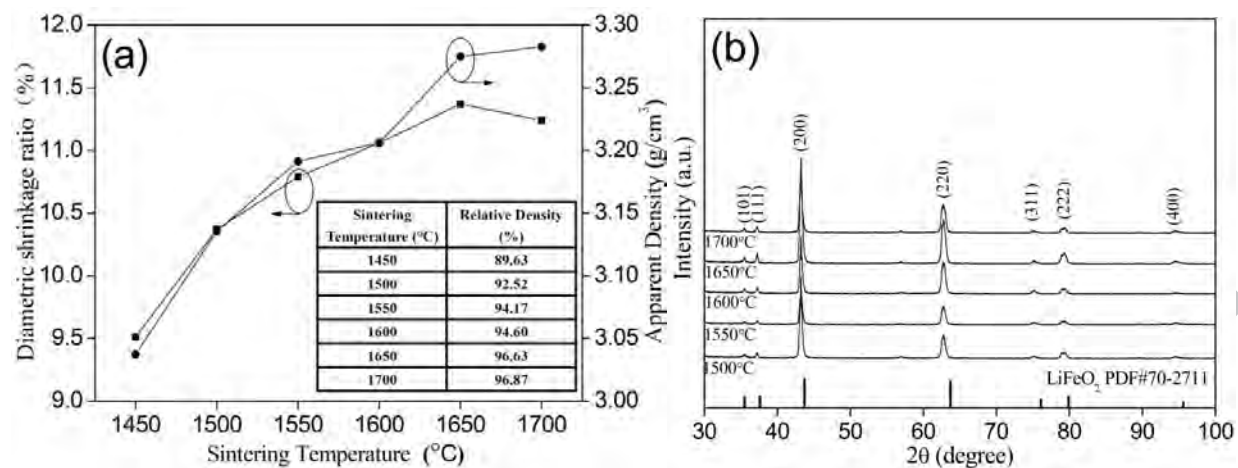 (a)
12.0
11.5
11.0
10.5
10.0
9.5
9.0
Diametric shrinkage ratio (%)
3.30
3.25
3.20
3.15
3.10
3.05
3.00
Apparent Density (g/cm³)
Sintering Temperature (°C) Relative Density (%)
1450 89.63
1500 92.52
1550 94.17
1600 94.60
1650 96.63
1700 96.87
1450 1500 1550 1600 1650 1700
Sintering Temperature (°C)
(b)
Intensity (a.u.)
(101)
(111)
(200)
(220)
(311)
(222)
(400)
1700°C
1650°C
1600°C
1550°C
1500°C
LiFeO₂ PDF#70-2711
30 40 50 60 70 80 90 100
2θ (degree)